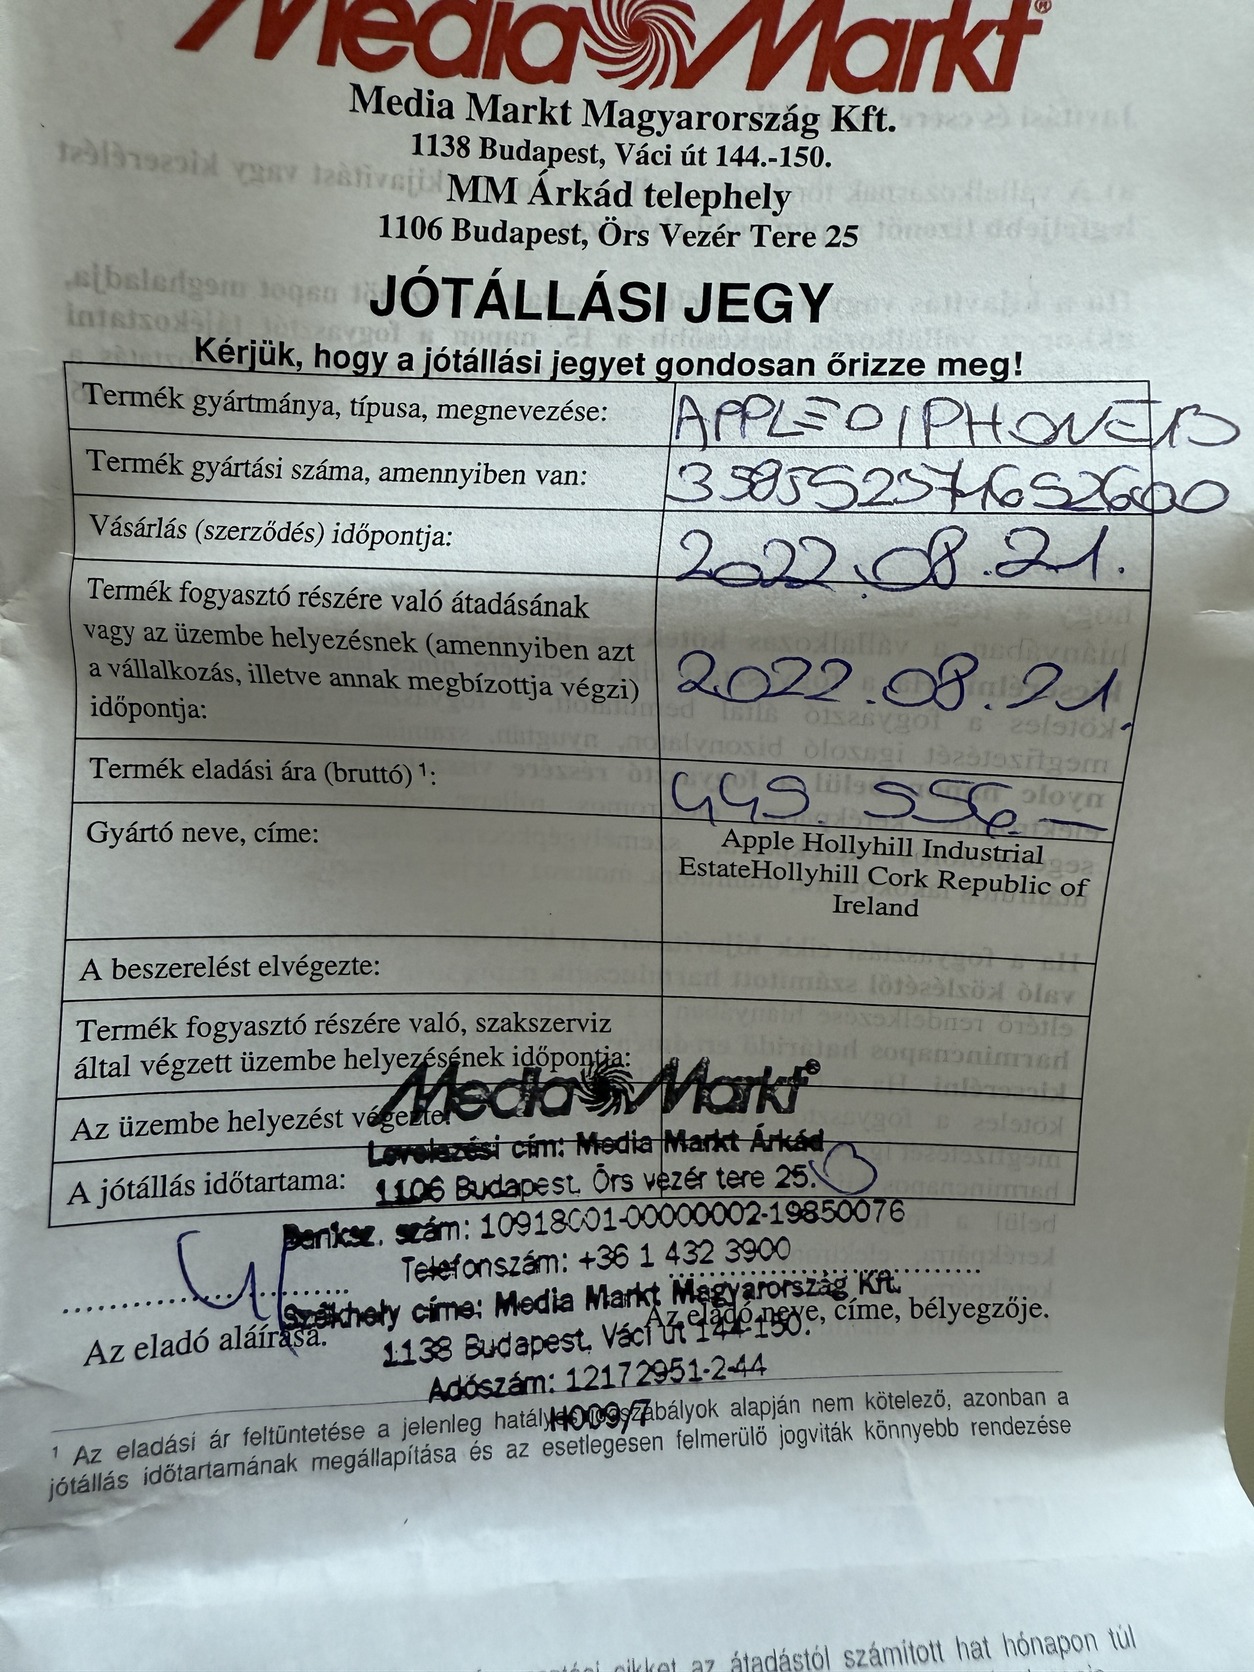 Media Markt®
Media Markt Magyarország Kft.
1138 Budapest, Váci út 144.-150.
MM Árkád telephely
1106 Budapest, Örs Vezér Tere 25
JÓTÁLLÁSI JEGY
Kérjük, hogy a jótállási jegyet gondosan őrizze meg!
Termék gyártmánya, típusa, megnevezése: APPLE IPHONE 13
Termék gyártási száma, amennyiben van:
Vásárlás (szerződés) időpontja: 2022.08.21.
Termék fogyasztó részére való átadásának
vagy az üzembe helyezésnek (amennyiben azt
a vállalkozás, illetve annak megbízottja végzi)
időpontja: 2022.08.21.
Termék eladási ára (bruttó) ¹: 449 556,-
Gyártó neve, címe: Apple Hollyhill Industrial
EstateHollyhill Cork Republic of
Ireland
A beszerelést elvégezte:
Termék fogyasztó részére való, szakszerviz
által végzett üzembe helyezésének időpontja:
Az üzembe helyezést végezte:
Media Markt®
Levelezési cím: Media Markt Árkád
A jótállás időtartama:
1106 Budapest, Örs vezér tere 25.
Banksz. szám: 10918001-00000002-19850076
Telefonszám: +36 1 432 3900
Székhely címe: Media Markt Magyarország Kft.
Az eladó aláírása.
Az eladó neve, címe, bélyegzője.
1138 Budapest, Váci út 144-150.
Adószám: 12172951-2-44
H009/7
¹ Az eladási ár feltüntetése a jelenleg hatályos jogszabályok alapján nem kötelező, azonban a
jótállás időtartamának megállapítása és az esetlegesen felmerülő jogviták könnyebb rendezése
cikket az átadástól számított hat hónapon túl